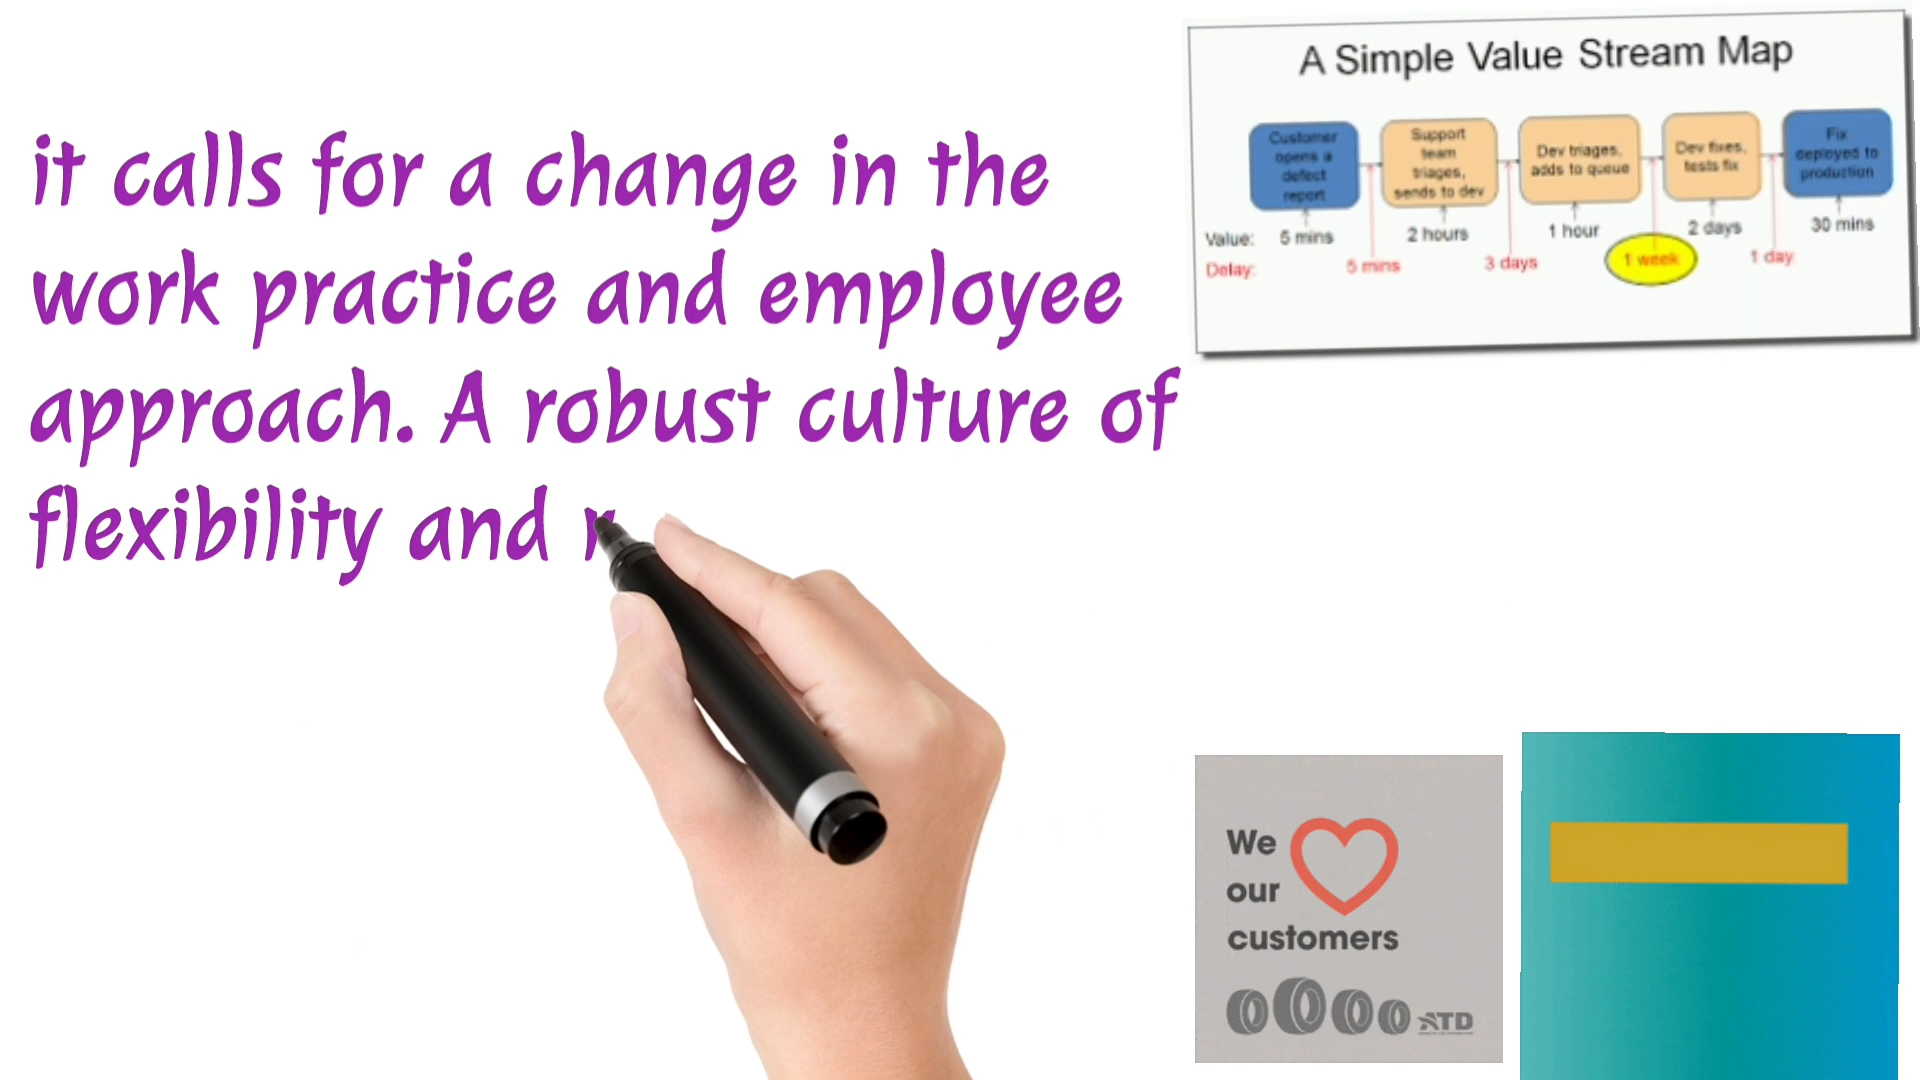 it calls for a change in the
work practice and employee
approach. A robust culture of
flexibility and r
A Simple Value Stream Map
Customer
opens a
defect
report
Support
team
triages,
sends to dev
Dev triages,
adds to queue
Dev fixes,
tests fix
Fix
deployed to
production
Value: 5 mins 2 hours 1 hour 2 days 30 mins
Delay: 5 mins 3 days 1 week 1 day
We
our
customers
ATD